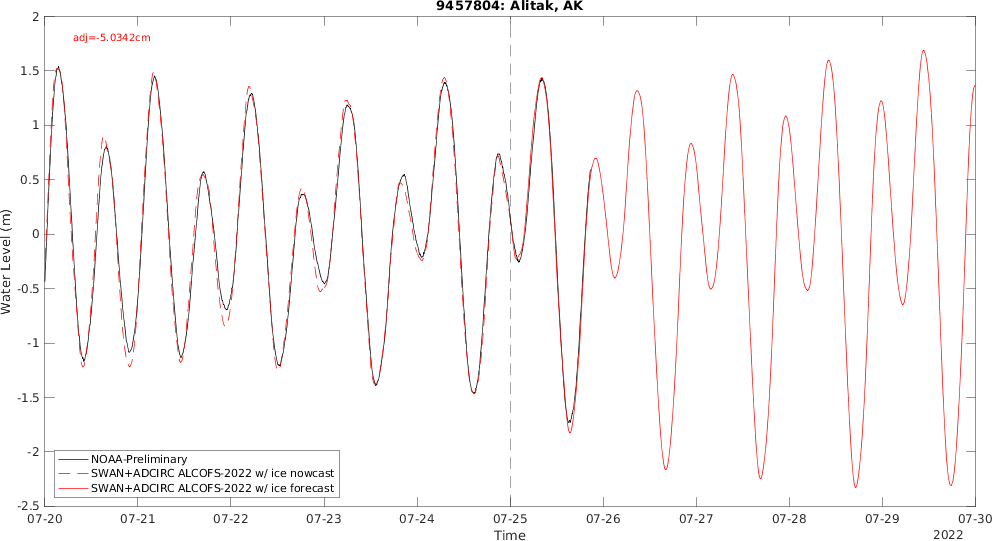 9457804: Alitak, AK
adj=-5.0342cm
2
1.5
1
0.5
0
-0.5
-1
-1.5
-2
-2.5
Water Level (m)
NOAA-Preliminary
SWAN+ADCIRC ALCOFS-2022 w/ ice nowcast
SWAN+ADCIRC ALCOFS-2022 w/ ice forecast
07-20 07-21 07-22 07-23 07-24 07-25 07-26 07-27 07-28 07-29 07-30
Time
2022